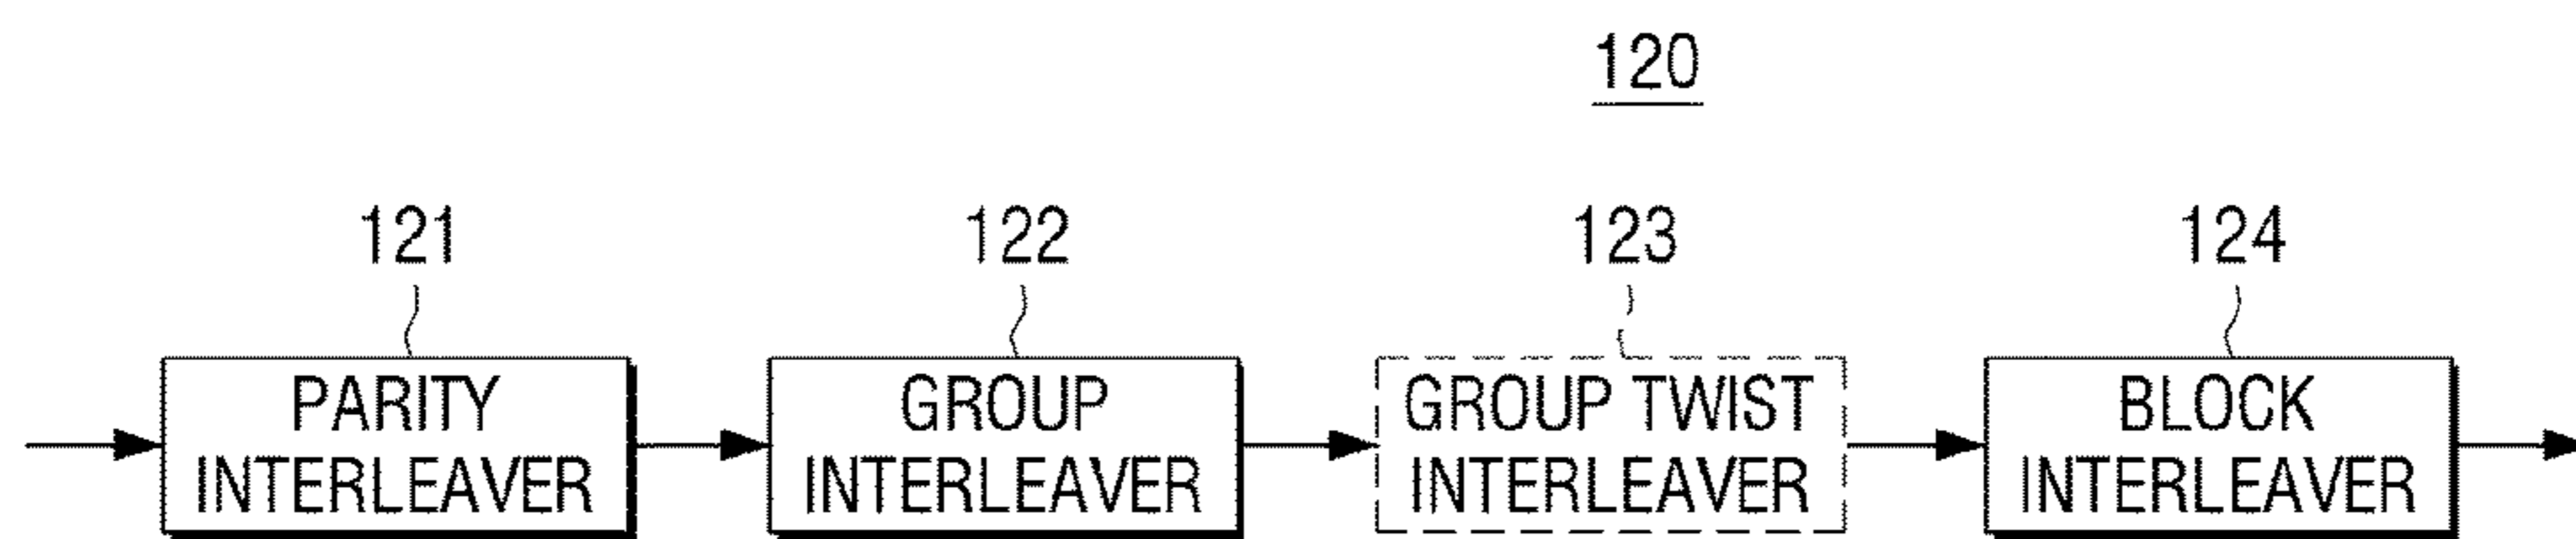 120
121
122
123
124
PARITY
INTERLEAVER
GROUP
INTERLEAVER
GROUP TWIST
INTERLEAVER
BLOCK
INTERLEAVER